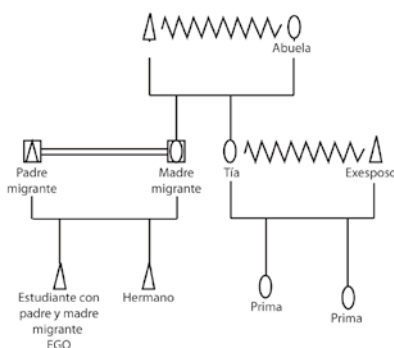 Abuela
Padre
migrante
Madre
migrante
Tía
Exesposo
Estudiante con
padre y madre
migrante
EGO
Hermano
Prima
Prima